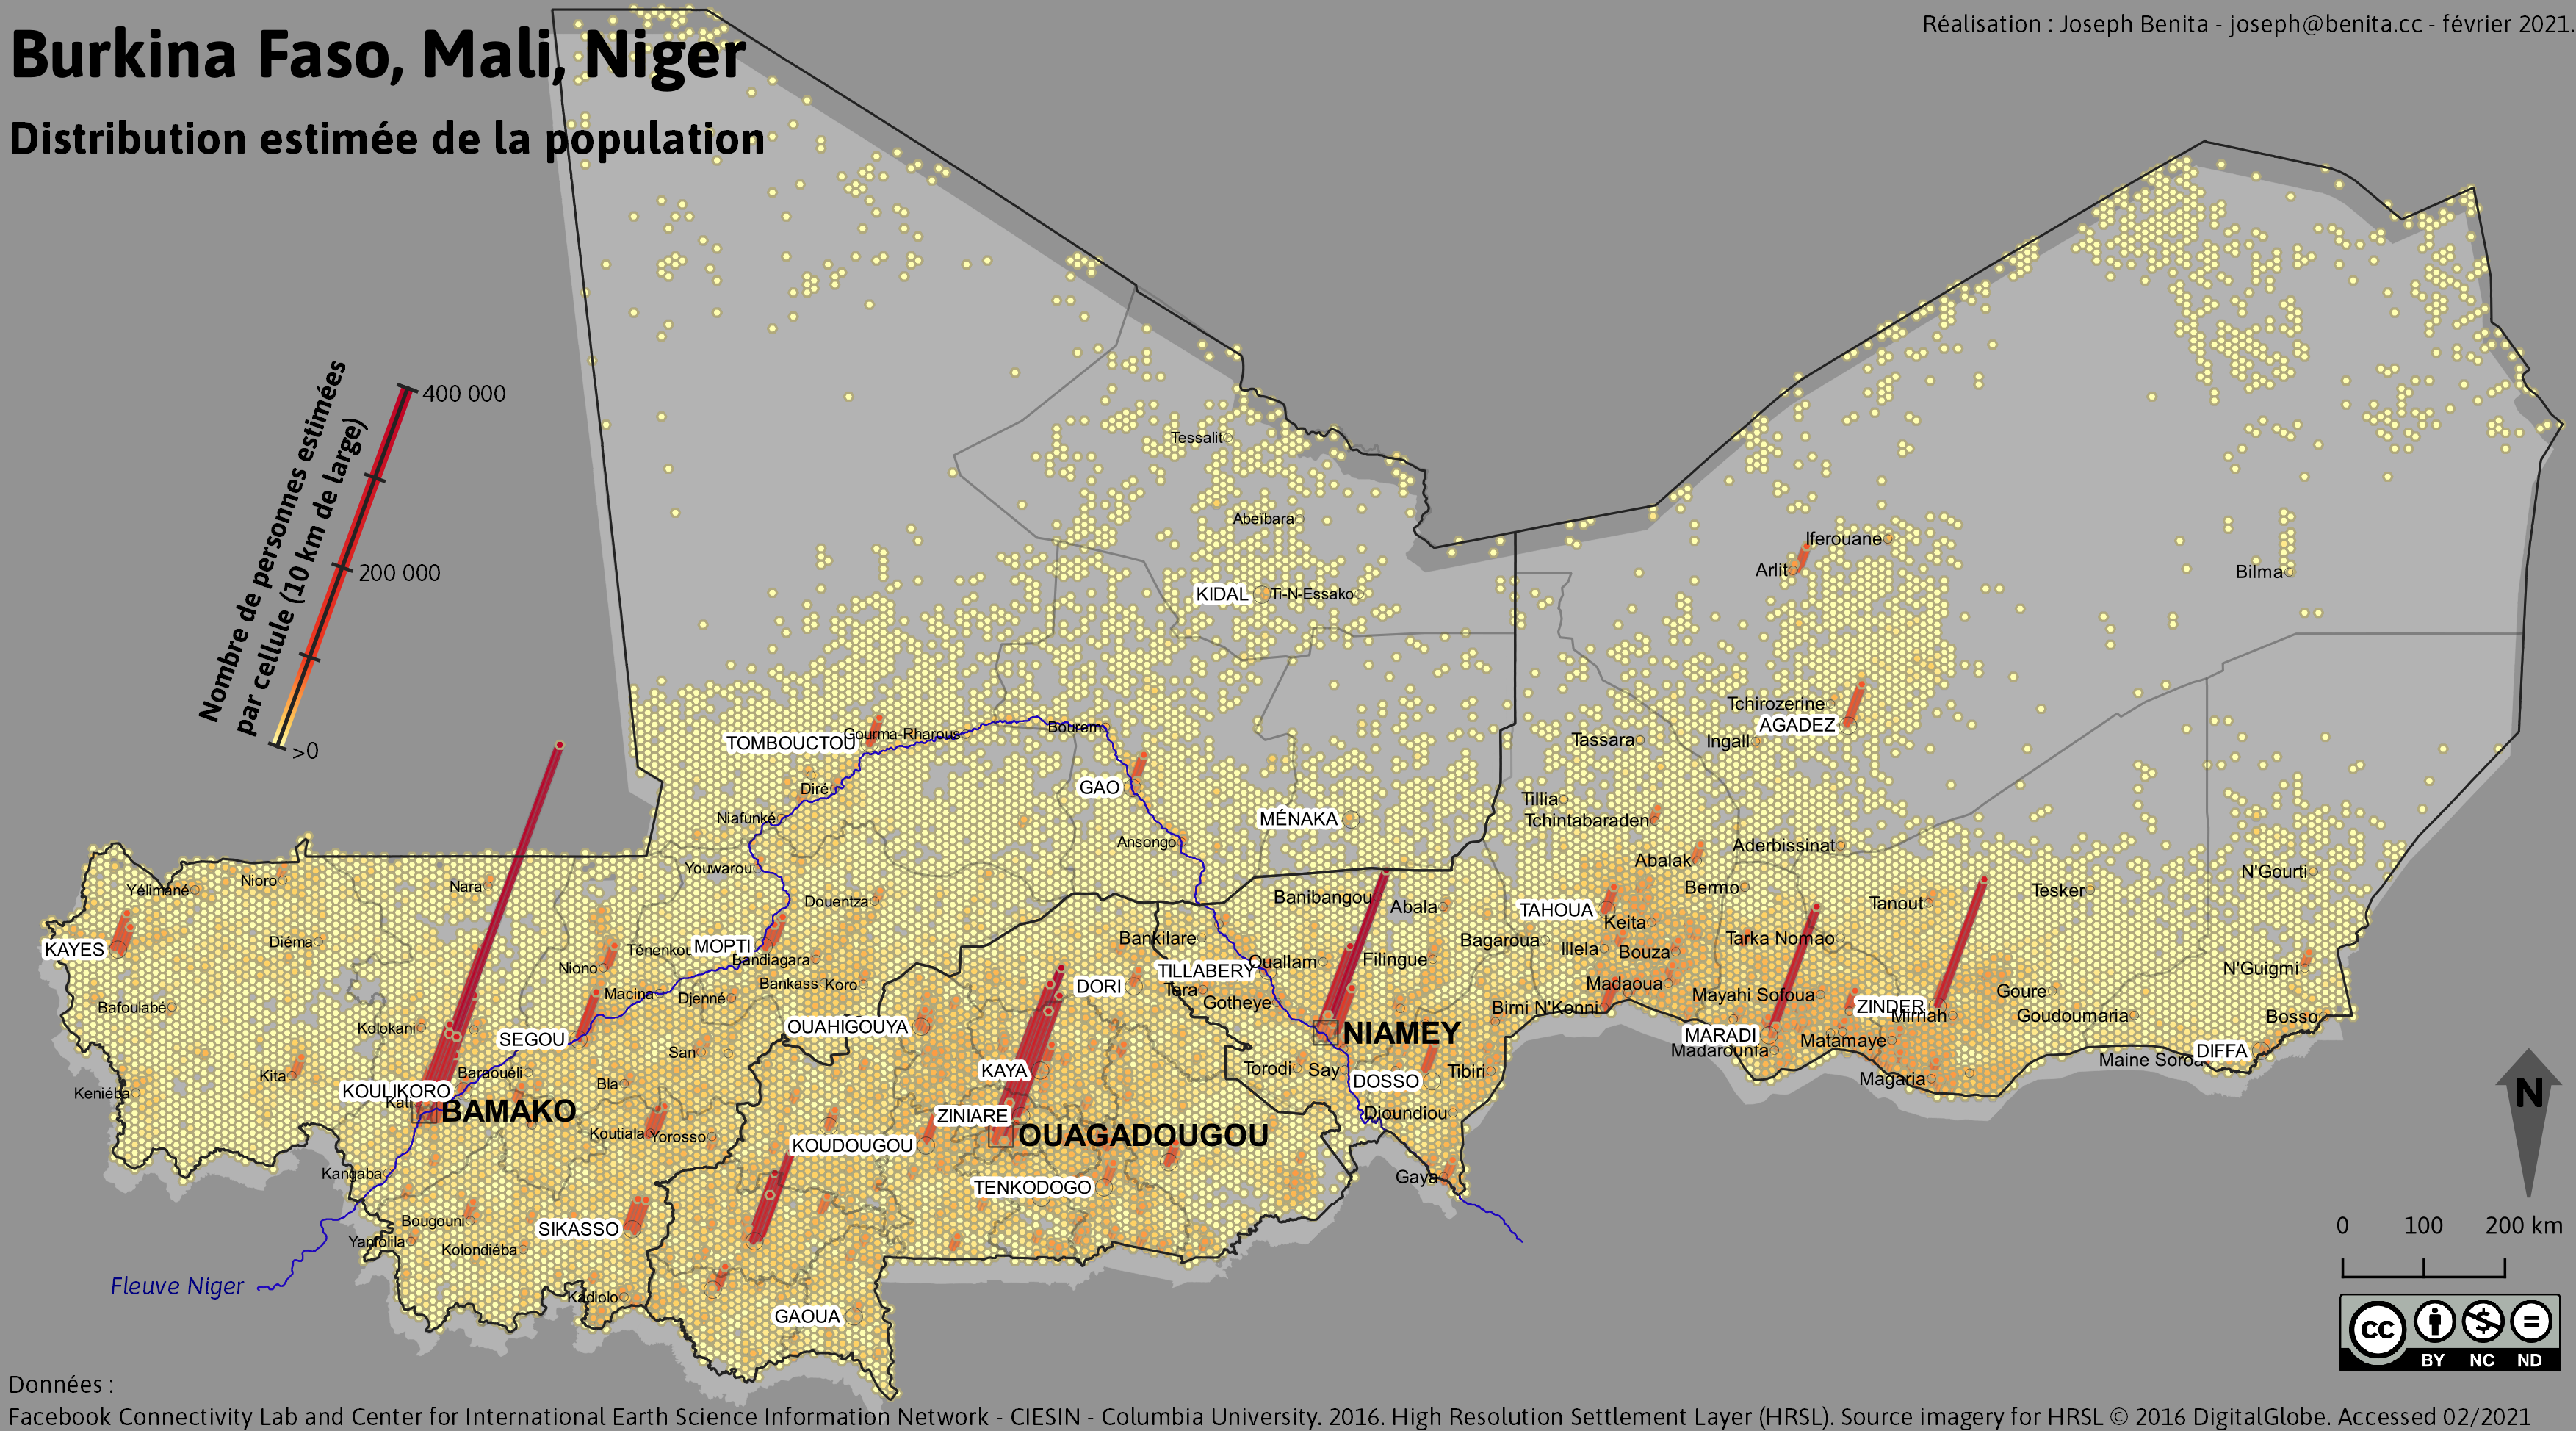 Burkina Faso, Mali, Niger
Distribution estimée de la population
Réalisation : Joseph Benita - joseph@benita.cc - février 2021.
Nombre de personnes estimées
par cellule (10 km de large)
400 000
200 000
>0
Tessalit
Abeïbara
KIDAL
Ti-N-Essako
Iferouane
Arlit
Bilma
Tchirozerine
AGADEZ
Tassara
Ingall
TOMBOUCTOU
Gourma-Rharous
Bourem
Diré
GAO
Niafunké
MÉNAKA
Tillia
Tchintabaraden
Ansongo
Aderbissinat
Youwarou
Abalak
N'Gourti
Yélimané
Nioro
Nara
Banibangou
Bermo
Tesker
Douentza
Abala
TAHOUA
Tanout
Keita
KAYES
Diéma
Ténenkou
MOPTI
Bankilare
Bagaroua
Illela
Bouza
Tarka Nomao
Bandiagara
Niono
TILLABERY
Ouallam
Filingue
N'Guigmi
Bankass
Koro
DORI
Tera
Madaoua
Goure
Bafoulabé
Macina
Djenné
Gotheye
Birni N'Konni
Mayahi
Sofoua
ZINDER
Mirriah
Goudoumaria
Bosso
Kolokani
SEGOU
OUAHIGOUYA
NIAMEY
MARADI
Madarounfa
Matamaye
Maine Soroa
DIFFA
San
Kita
Baraouéli
Bla
KAYA
Torodi
Say
DOSSO
Tibiri
Magaria
Keniéba
KOULIKORO
Kati
BAMAKO
ZINIARE
Djoundiou
Koutiala
Yorosso
KOUDOUGOU
OUAGADOUGOU
Kangaba
TENKODOGO
Gaya
Bougouni
SIKASSO
Yanfolila
Kolondiéba
Fleuve Niger
Kadiolo
GAOUA
N
0 100 200 km
cc
BY NC ND
Données :
Facebook Connectivity Lab and Center for International Earth Science Information Network - CIESIN - Columbia University. 2016. High Resolution Settlement Layer (HRSL). Source imagery for HRSL © 2016 DigitalGlobe. Accessed 02/2021